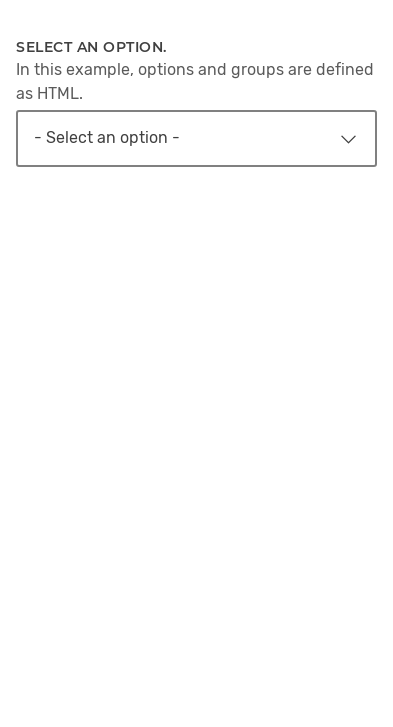 SELECT AN OPTION.
In this example, options and groups are defined
as HTML.
- Select an option -